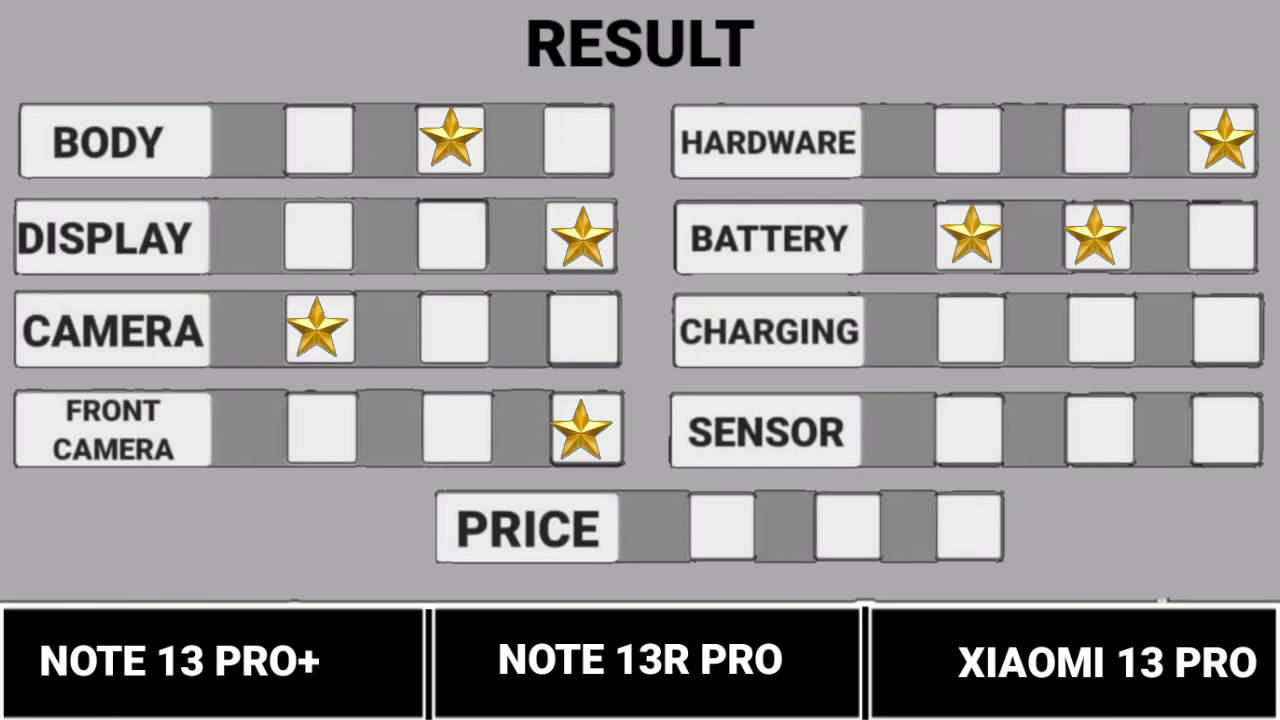 RESULT
BODY
DISPLAY
CAMERA
FRONT
CAMERA
HARDWARE
BATTERY
CHARGING
SENSOR
PRICE
NOTE 13 PRO+
NOTE 13R PRO
XIAOMI 13 PRO